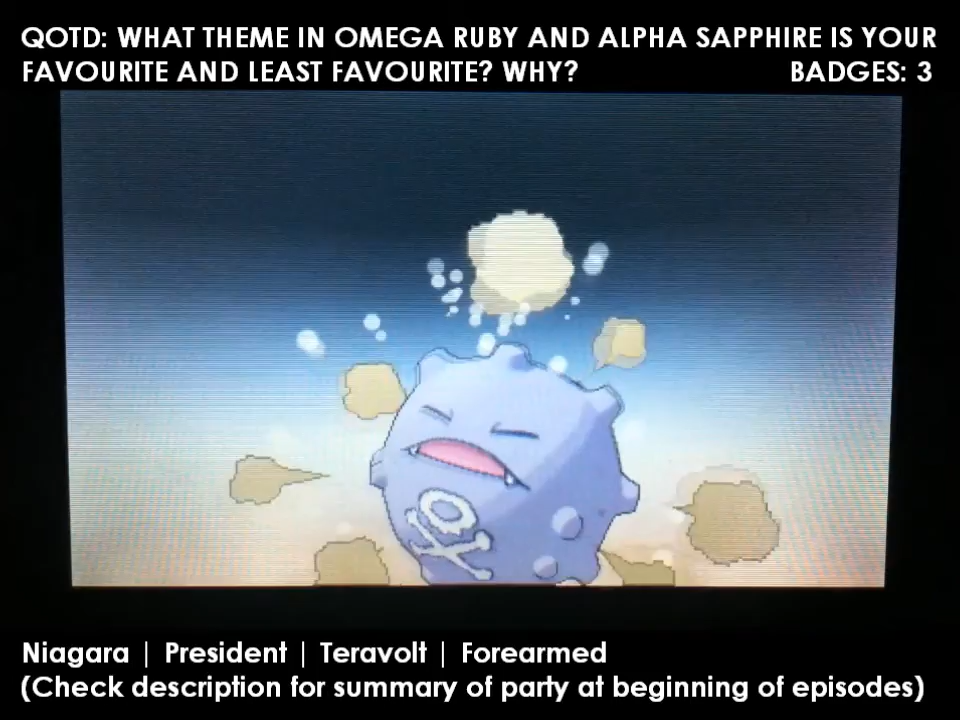 QOTD: WHAT THEME IN OMEGA RUBY AND ALPHA SAPPHIRE IS YOUR
FAVOURITE AND LEAST FAVOURITE? WHY? BADGES: 3
Niagara | President | Teravolt | Forearmed
(Check description for summary of party at beginning of episodes)